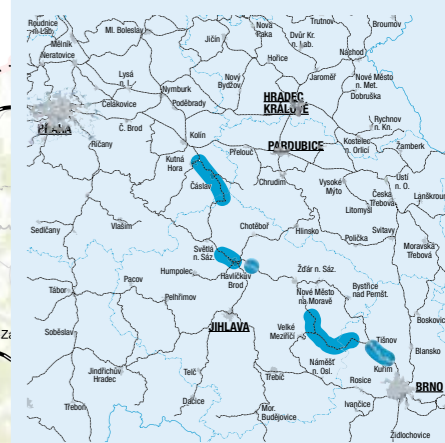 Roudnice
n. Lab.
Mělník
Neratovice
Ml. Boleslav
Jičín
Nová
Paka
Trutnov
Dvůr Kr.
n. Lab.
Broumov
Hořice
Náchod
Lysá
n. L.
Nymburk
Nový
Bydžov
Jaroměř
Nové Město
n. Met.
Dobruška
Čelákovice
Poděbrady
HRADEC
KRÁLOVÉ
PRAHA
Č. Brod
Kolín
Rychnov
n. Kn.
Říčany
Kutná
Hora
Přelouč
PARDUBICE
Kostelec
n. Orlicí
Žamberk
Čáslav
Chrudim
Vysoké
Mýto
Ústí
n. O.
Česká
Třebová
Lanškroun
Litomyšl
Sedlčany
Vlašim
Chotěboř
Hlinsko
Svitavy
Polička
Moravská
Třebová
Světlá
n. Sáz.
Humpolec
Havlíčkův
Brod
Žďár n. Sáz.
Pacov
Pelhřimov
Bystřice
nad Pernšt.
Tábor
Nové Město
na Moravě
Boskovice
JIHLAVA
Velké
Meziříčí
Soběslav
Tišnov
Blansko
Náměšť
n. Osl.
Kuřim
Jindřichův
Hradec
Telč
Třebíč
Rosice
BRNO
Třeboň
Dačice
Mor.
Budějovice
Ivančice
Židlochovice